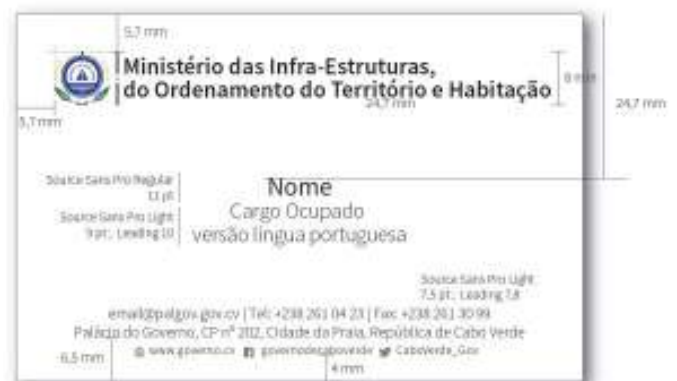 5,7 mm
Ministério das Infra-Estruturas,
do Ordenamento do Território e Habitação
8 mm
24,7 mm
24,7 mm
5,7 mm
Source Sans Pro Regular
Nome
Source Sans Pro Light
9 pt., Leading 10
Cargo Ocupado
versão língua portuguesa
Source Sans Pro Light
7,5 pt., Leading 7,8
email@palgov.gov.cv | Tel: +238 261 04 23 | Fax: +238 261 30 99
Palácio do Governo, CP nº 202, Cidade da Praia, República de Cabo Verde
www.governo.cv governodecaboverde CaboVerde_Gov
6,5 mm
4 mm